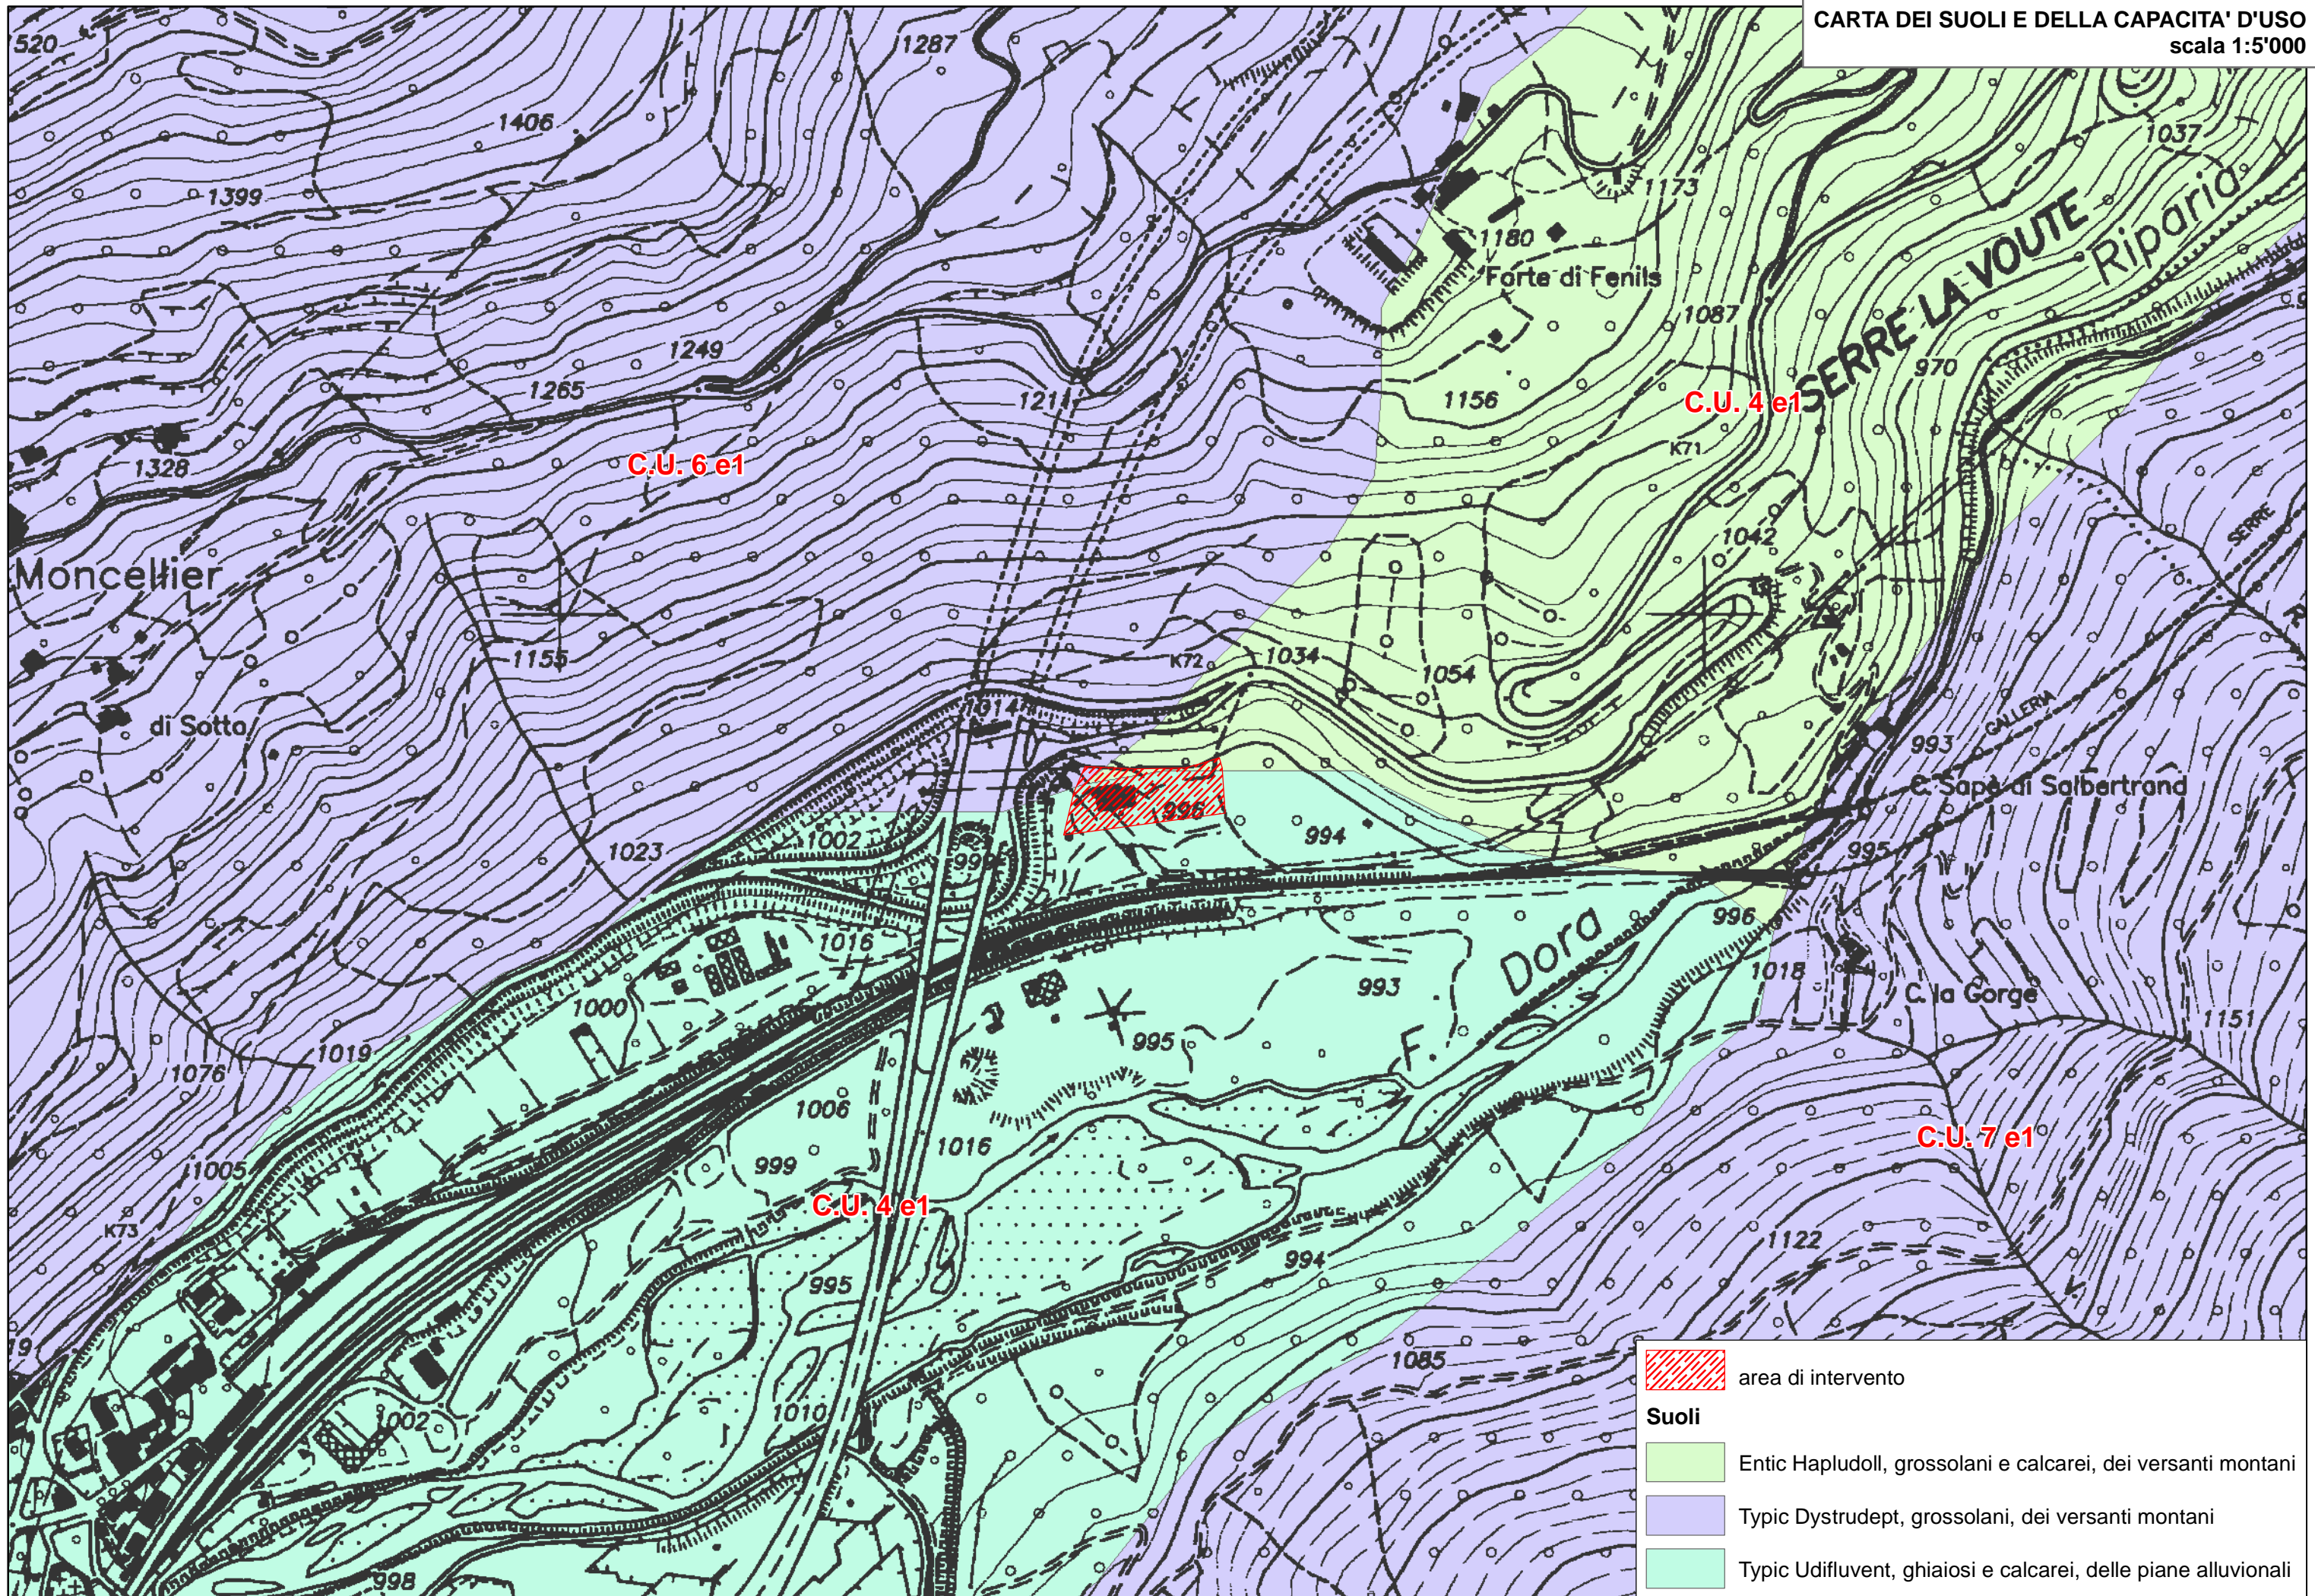 CARTA DEI SUOLI E DELLA CAPACITA' D'USO
scala 1:5'000
520
1287
1406
1037
1399
1173
Riparia
SERRE LA VOUTE
1180
Forte di Fenils
1087
1249
970
1265
1211
1156
C.U. 4 e1
K71
1328
C.U. 6 e1
1042
SERRE
Moncellier
1155
K72
1034
1054
di Sotto
1014
993
GALLERIA
C. Sapè di Salbertrand
996
1002
994
1023
995
999
996
Dora
1016
1018
993
C. la Gorge
1000
1151
995
F.
1019
1076
1006
1016
C.U. 7 e1
999
1005
C.U. 4 e1
K73
1122
994
995
19
1085
1010
1002
998
area di intervento
Suoli
Entic Hapludoll, grossolani e calcarei, dei versanti montani
Typic Dystrudept, grossolani, dei versanti montani
Typic Udifluvent, ghiaiosi e calcarei, delle piane alluvionali